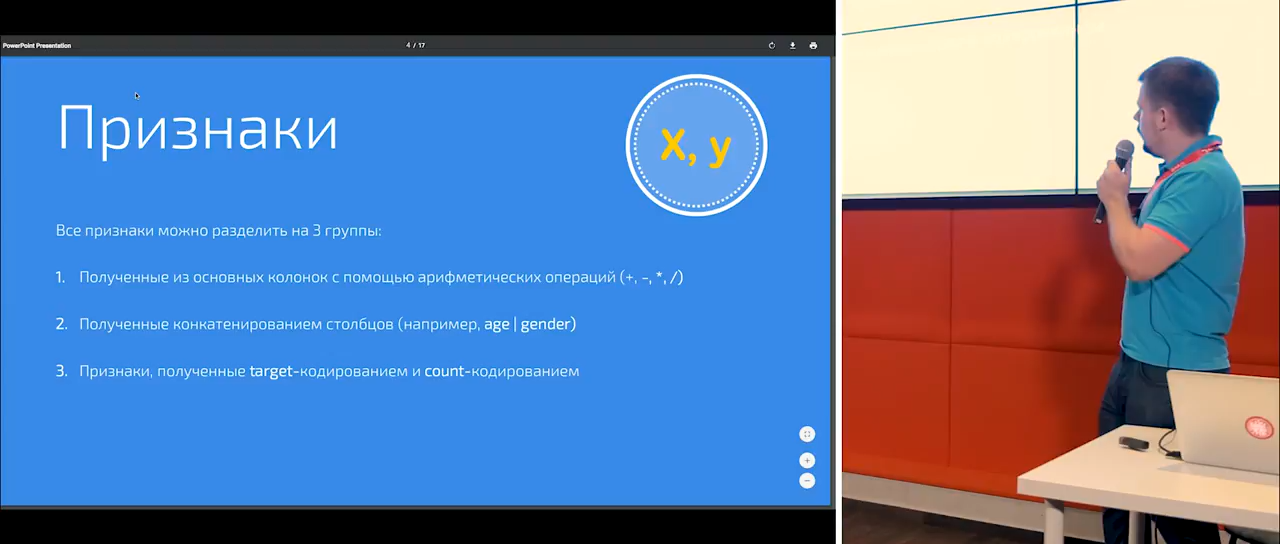 PowerPoint Presentation
4 / 17
Признаки
X, y
Все признаки можно разделить на 3 группы:
1. Полученные из основных колонок с помощью арифметических операций (+, -, *, /)
2. Полученные конкатенированием столбцов (например, age | gender)
3. Признаки, полученные target-кодированием и count-кодированием